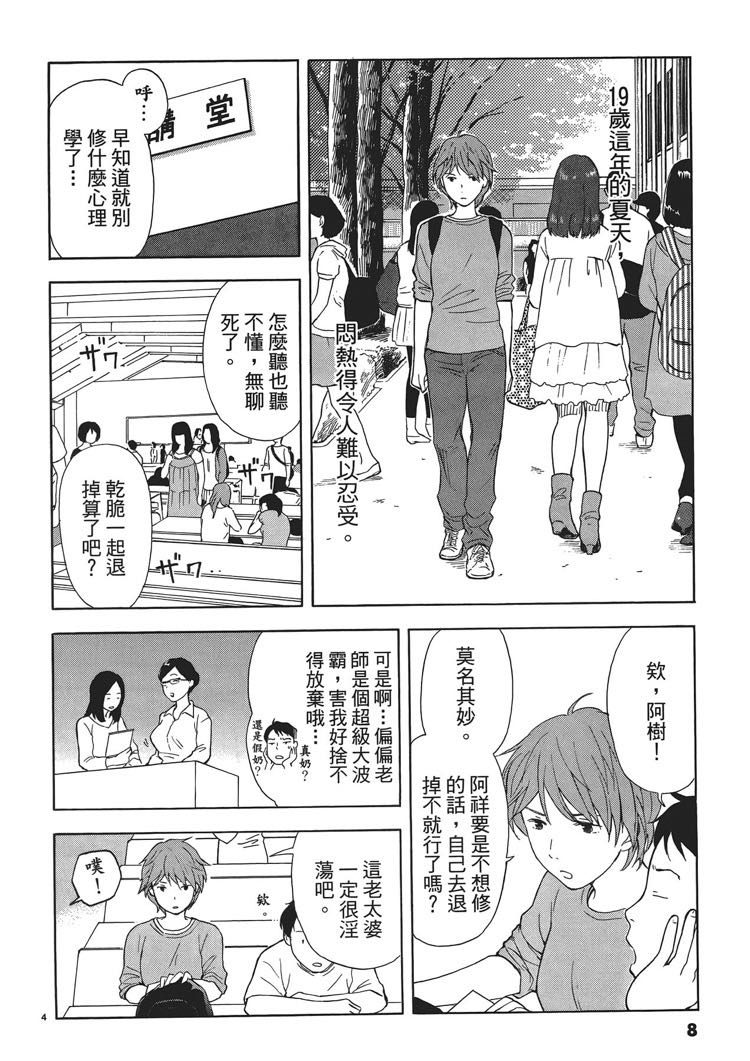 19歲這年的夏天，
悶熱得令人難以忍受。
講堂
呼…
早知道就別
修什麼心理
學了…
怎麼聽也聽
不懂，無聊
死了。
ザワ
ザワ
乾脆一起退
掉算了吧？
欸，阿樹！
莫名其妙。
阿祥要是不想修
的話，自己去退
掉不就行了嗎？
可是啊…偏偏老
師是個超級大波
霸，害我好捨不
得放棄哦…
真奶？
還是假奶？
這老太婆
一定很淫
蕩吧。
欸。
噗！
4
8